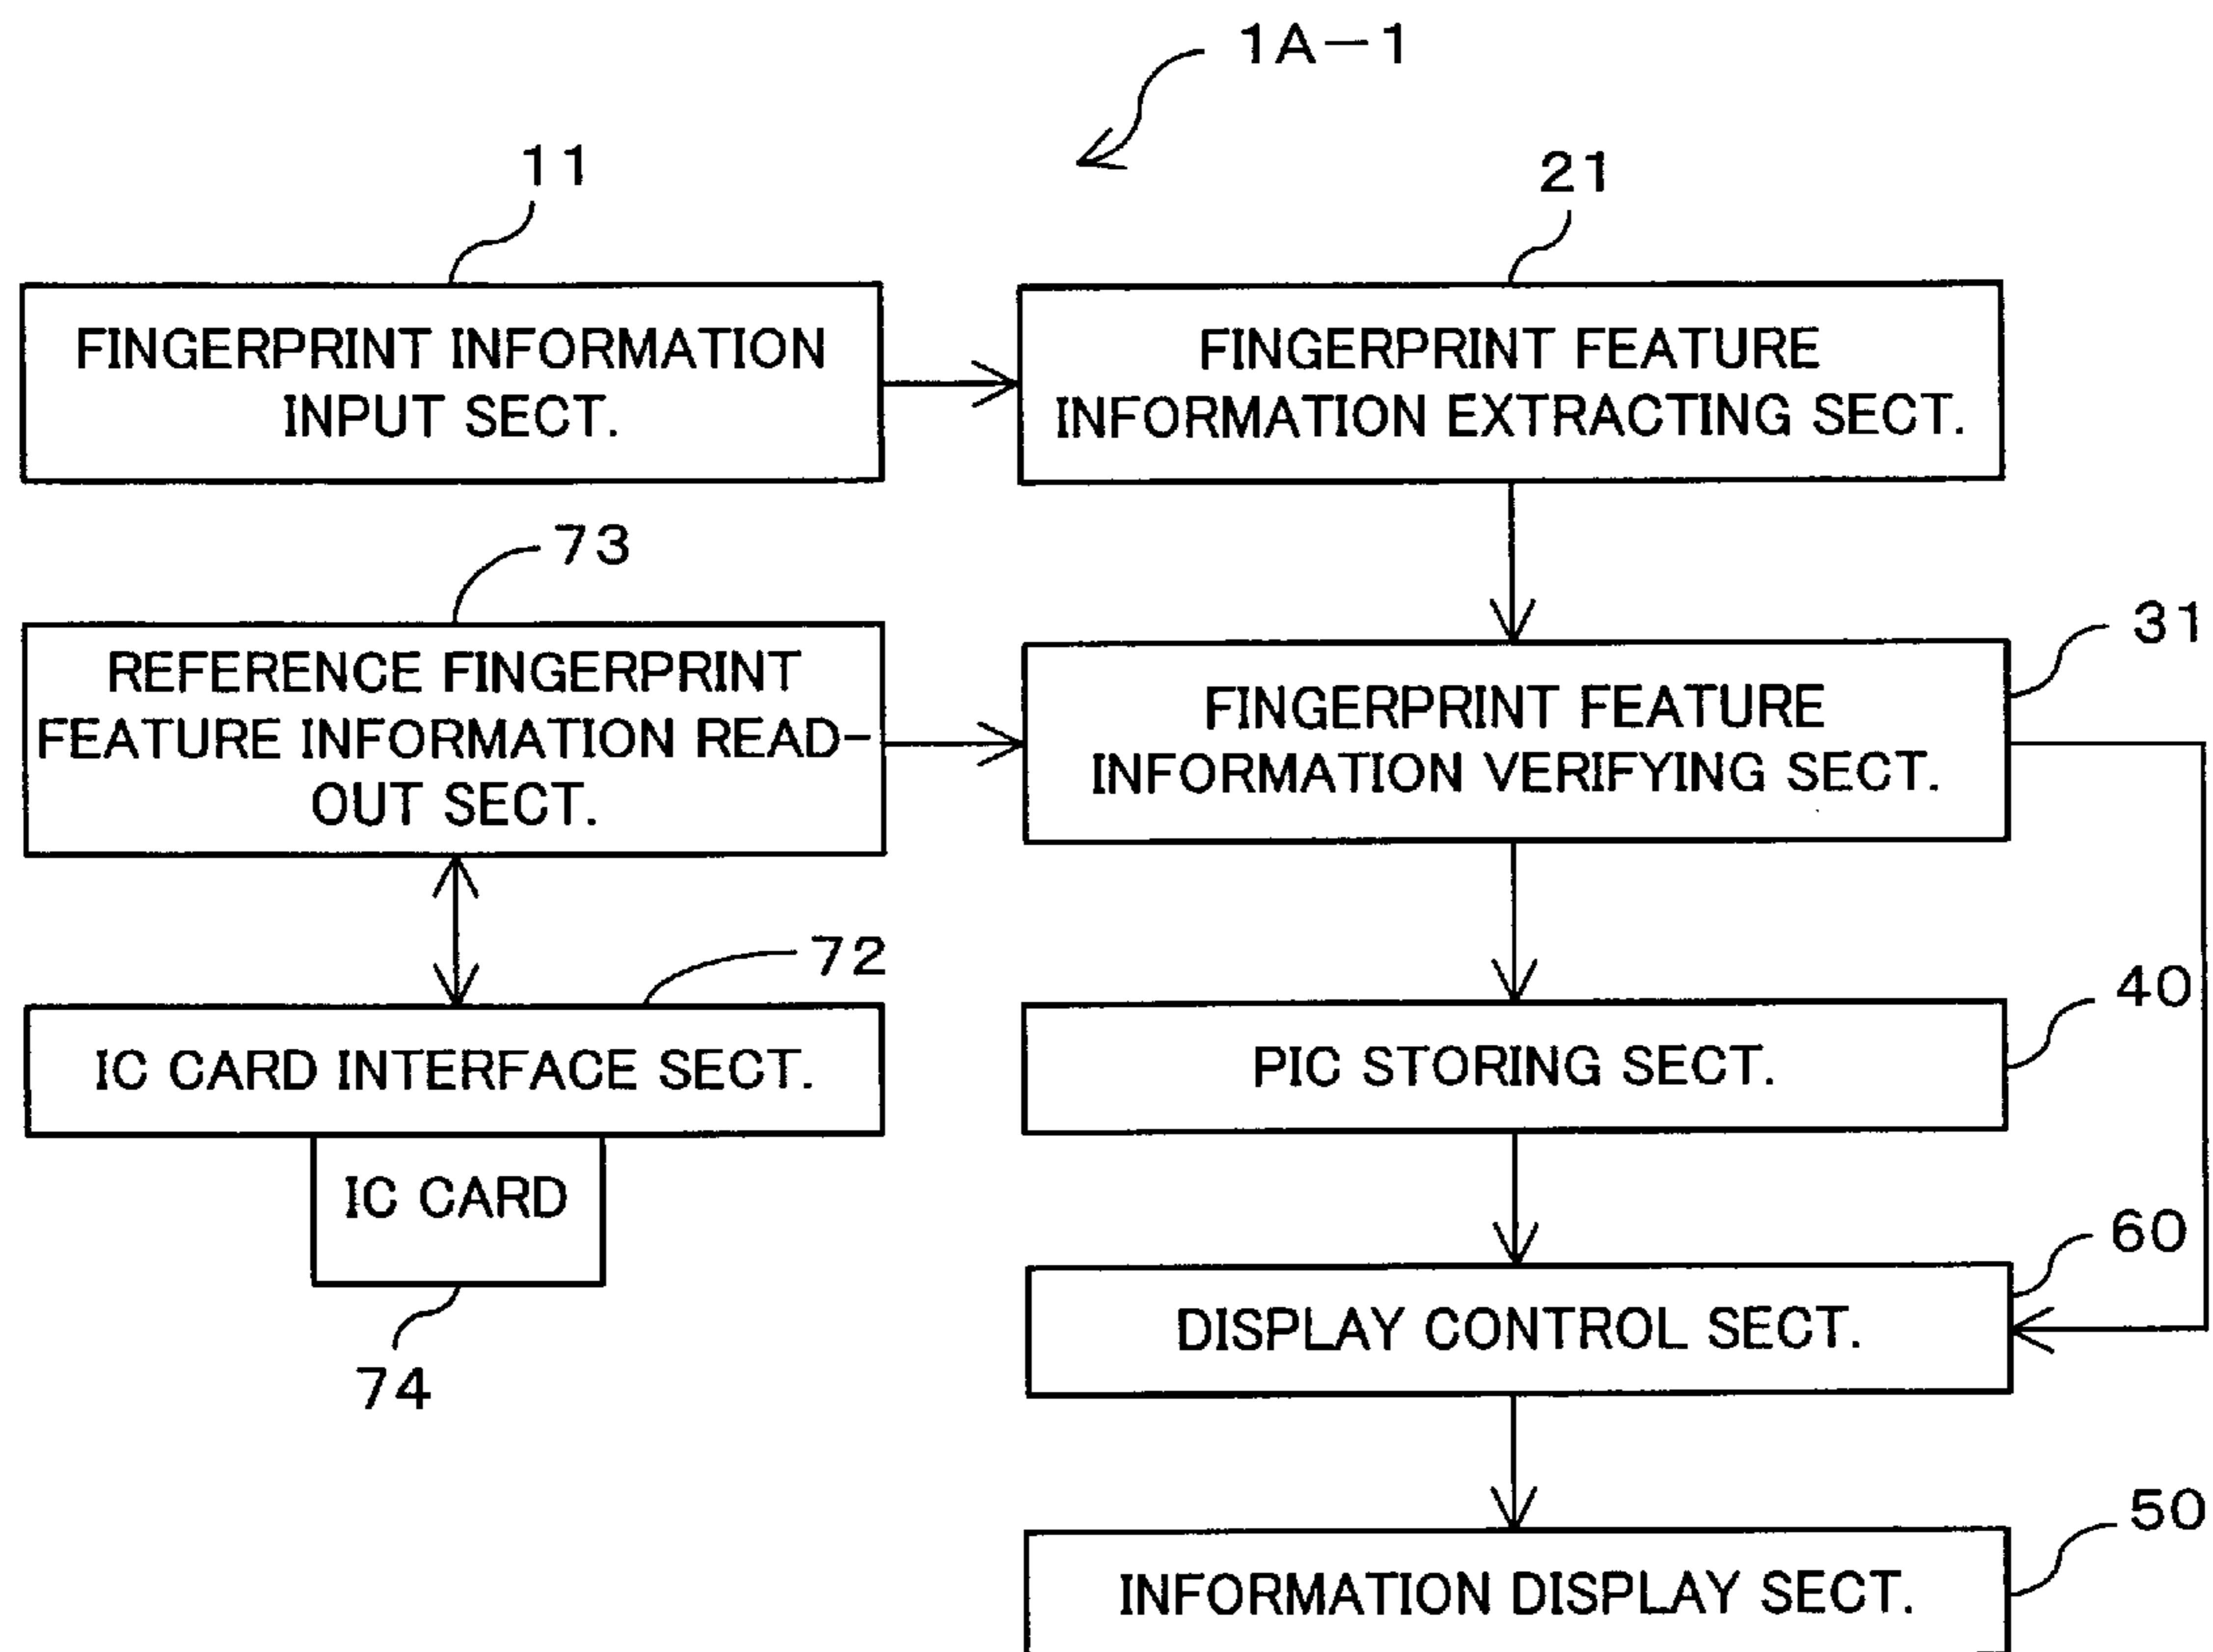 1A-1
11
21
FINGERPRINT INFORMATION
INPUT SECT.
FINGERPRINT FEATURE
INFORMATION EXTRACTING SECT.
73
31
REFERENCE FINGERPRINT
FEATURE INFORMATION READ-
OUT SECT.
FINGERPRINT FEATURE
INFORMATION VERIFYING SECT.
72
40
IC CARD INTERFACE SECT.
PIC STORING SECT.
IC CARD
74
60
DISPLAY CONTROL SECT.
50
INFORMATION DISPLAY SECT.